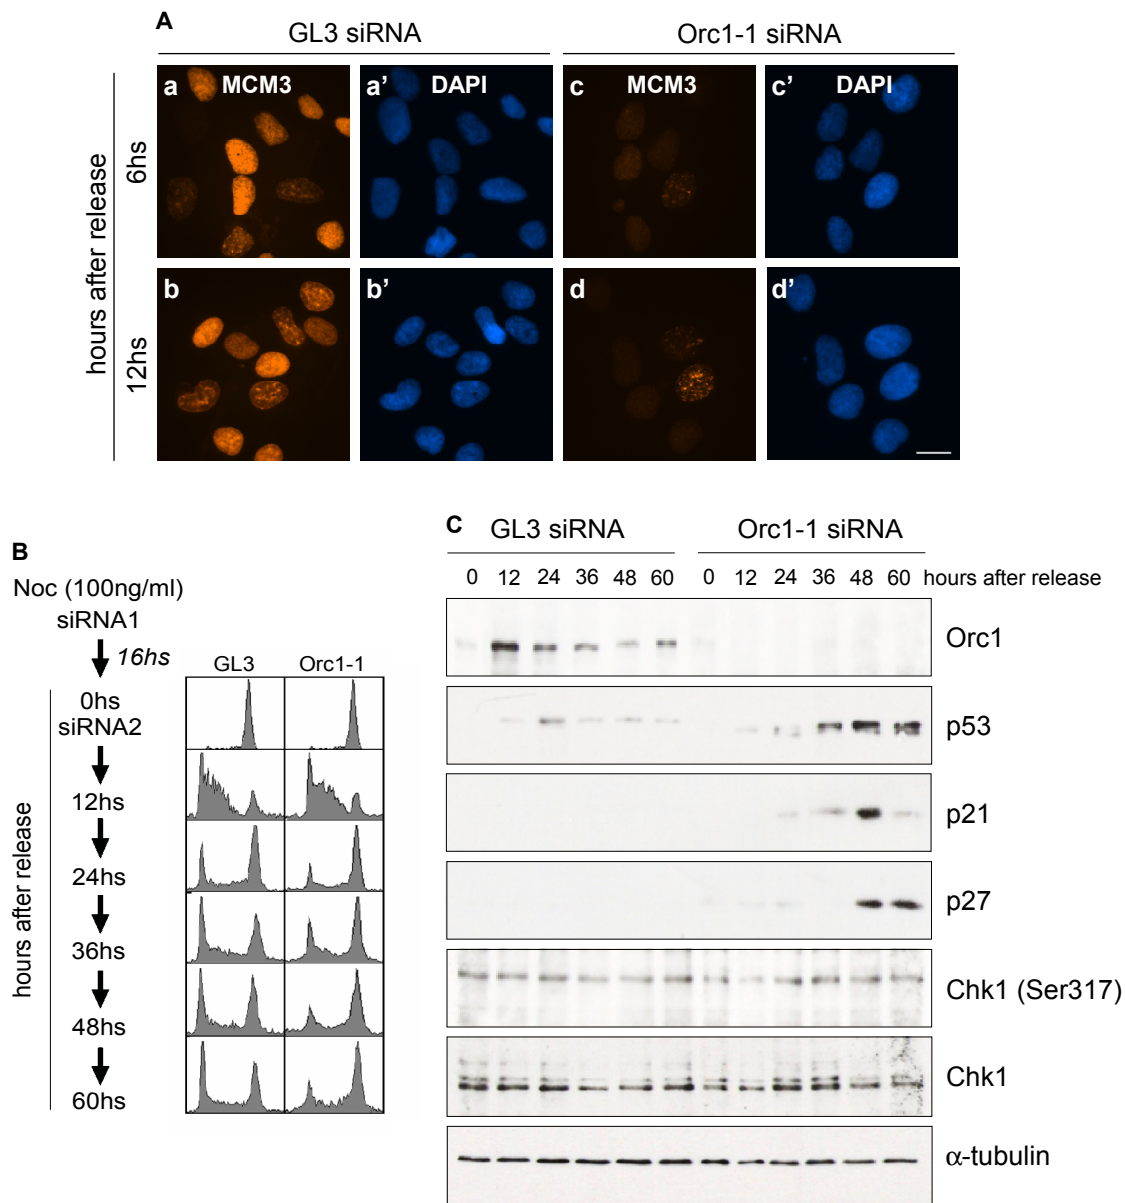 A
GL3 siRNA
Orc1-1 siRNA
a MCM3
a’ DAPI
c MCM3
c’ DAPI
6hs
hours after release
b
b’
d
d’
12hs
B
Noc (100ng/ml)
siRNA1
16hs
GL3
Orc1-1
0hs
siRNA2
12hs
24hs
36hs
48hs
60hs
hours after release
C
GL3 siRNA
Orc1-1 siRNA
0 12 24 36 48 60 0 12 24 36 48 60 hours after release
Orc1
p53
p21
p27
Chk1 (Ser317)
Chk1
α-tubulin